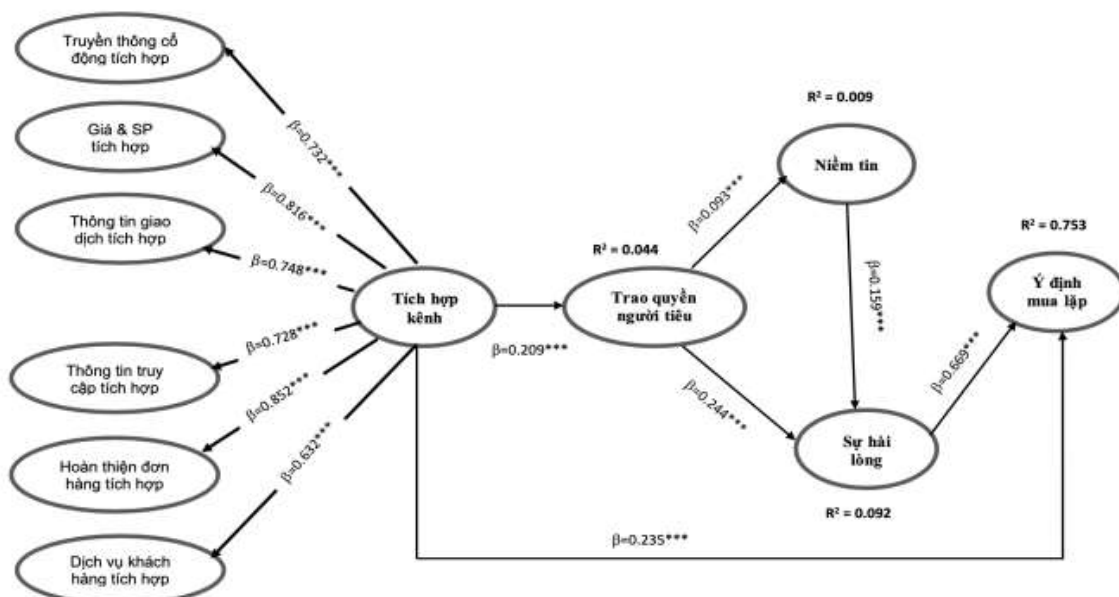 Truyền thông cổ
động tích hợp
Giá & SP
tích hợp
Thông tin giao
dịch tích hợp
Thông tin truy
cập tích hợp
Hoàn thiện đơn
hàng tích hợp
Dịch vụ khách
hàng tích hợp
β=0.732***
β=0.816***
β=0.748***
β=0.728***
β=0.852***
β=0.632***
Tích hợp
kênh
β=0.209***
R² = 0.044
Trao quyền
người tiêu
β=0.093***
β=0.244***
R² = 0.009
Niềm tin
β=0.159***
Sự hài
lòng
R² = 0.092
β=0.669***
R² = 0.753
Ý định
mua lặp
β=0.235***